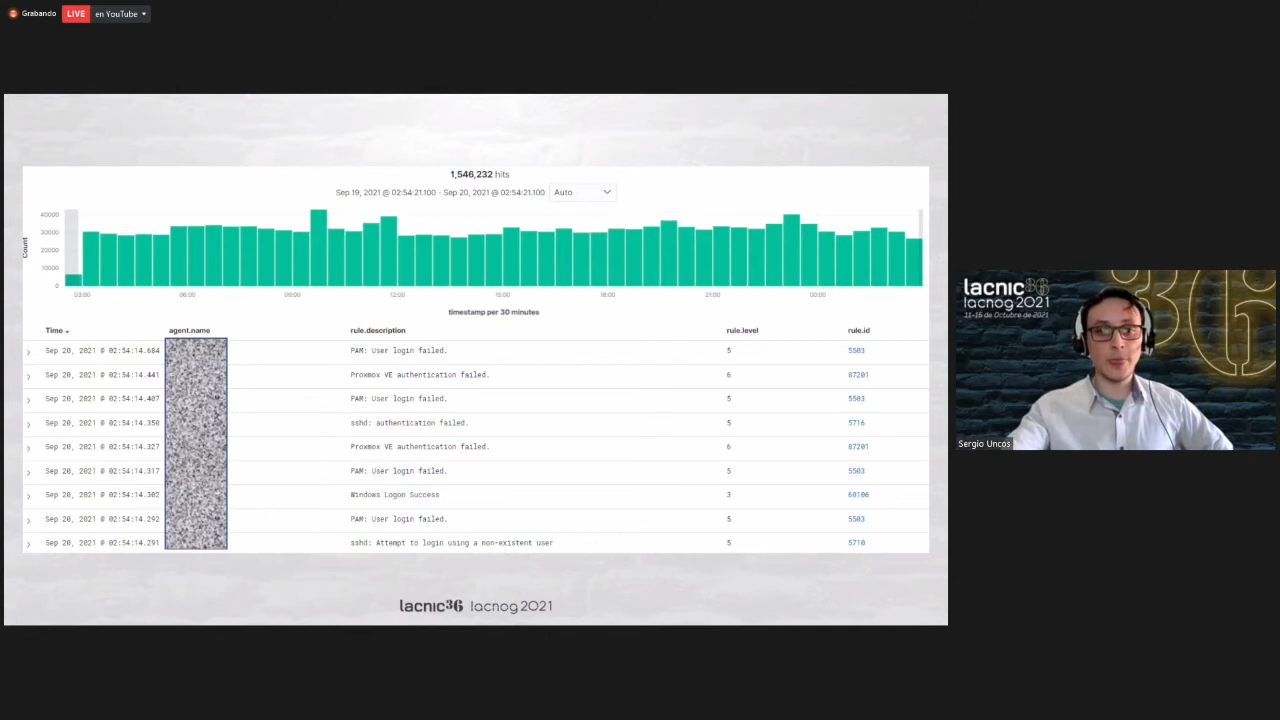 Grabando LIVE en YouTube
1,546,232 hits
Sep 19, 2021 @ 02:54:21.100 - Sep 20, 2021 @ 02:54:21.100 Auto
Count
40000
30000
20000
10000
0
03:00 06:00 09:00 12:00 15:00 18:00 21:00 00:00
timestamp per 30 minutes
Time agent.name rule.description rule.level rule.id
Sep 20, 2021 @ 02:54:14.684 PAM: User login failed. 5 5503
Sep 20, 2021 @ 02:54:14.441 Proxmox VE authentication failed. 6 87201
Sep 20, 2021 @ 02:54:14.407 PAM: User login failed. 5 5503
Sep 20, 2021 @ 02:54:14.350 sshd: authentication failed. 5 5716
Sep 20, 2021 @ 02:54:14.327 Proxmox VE authentication failed. 6 87201
Sep 20, 2021 @ 02:54:14.317 PAM: User login failed. 5 5503
Sep 20, 2021 @ 02:54:14.302 Windows Logon Success 3 60106
Sep 20, 2021 @ 02:54:14.292 PAM: User login failed. 5 5503
Sep 20, 2021 @ 02:54:14.291 sshd: Attempt to login using a non-existent user 5 5710
lacnic36 lacnog2021
lacnic36
lacnog2021
11-15 de Octubre de 2021
36
Sergio Uncos